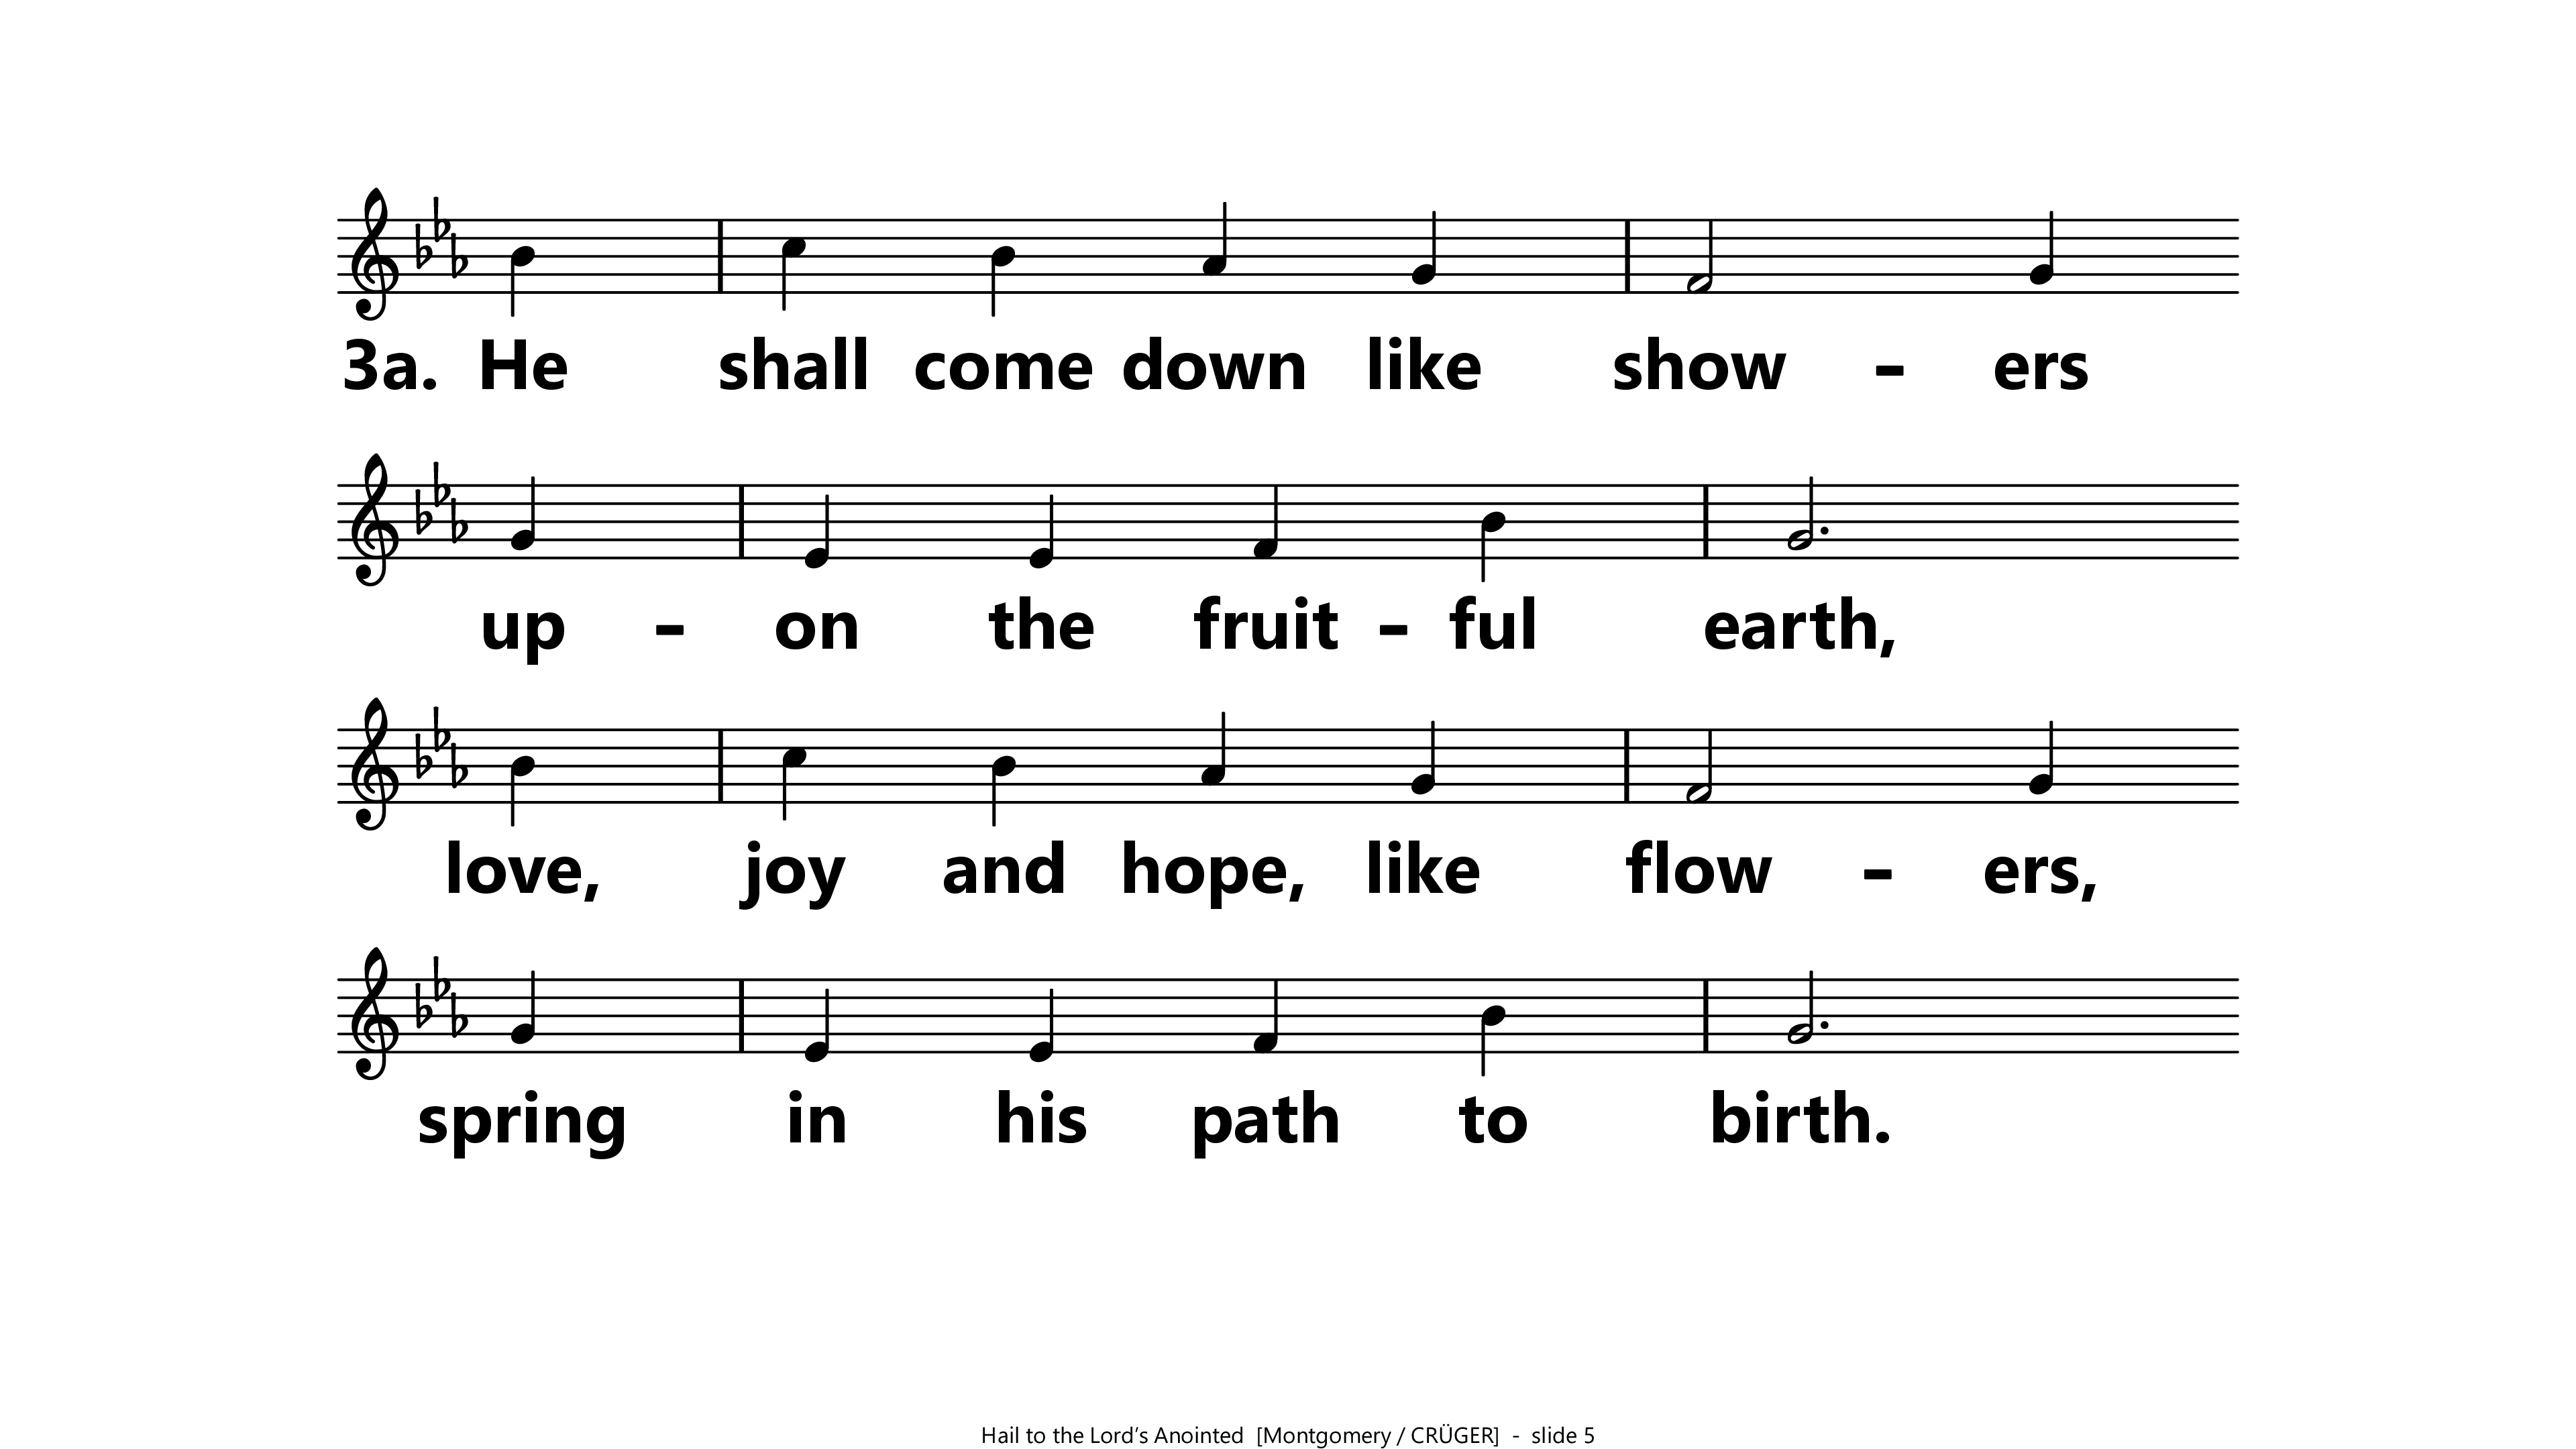 3a. He shall come down like show - ers
up - on the fruit - ful earth,
love, joy and hope, like flow - ers,
spring in his path to birth.
Hail to the Lord’s Anointed [Montgomery / CRÜGER] - slide 5